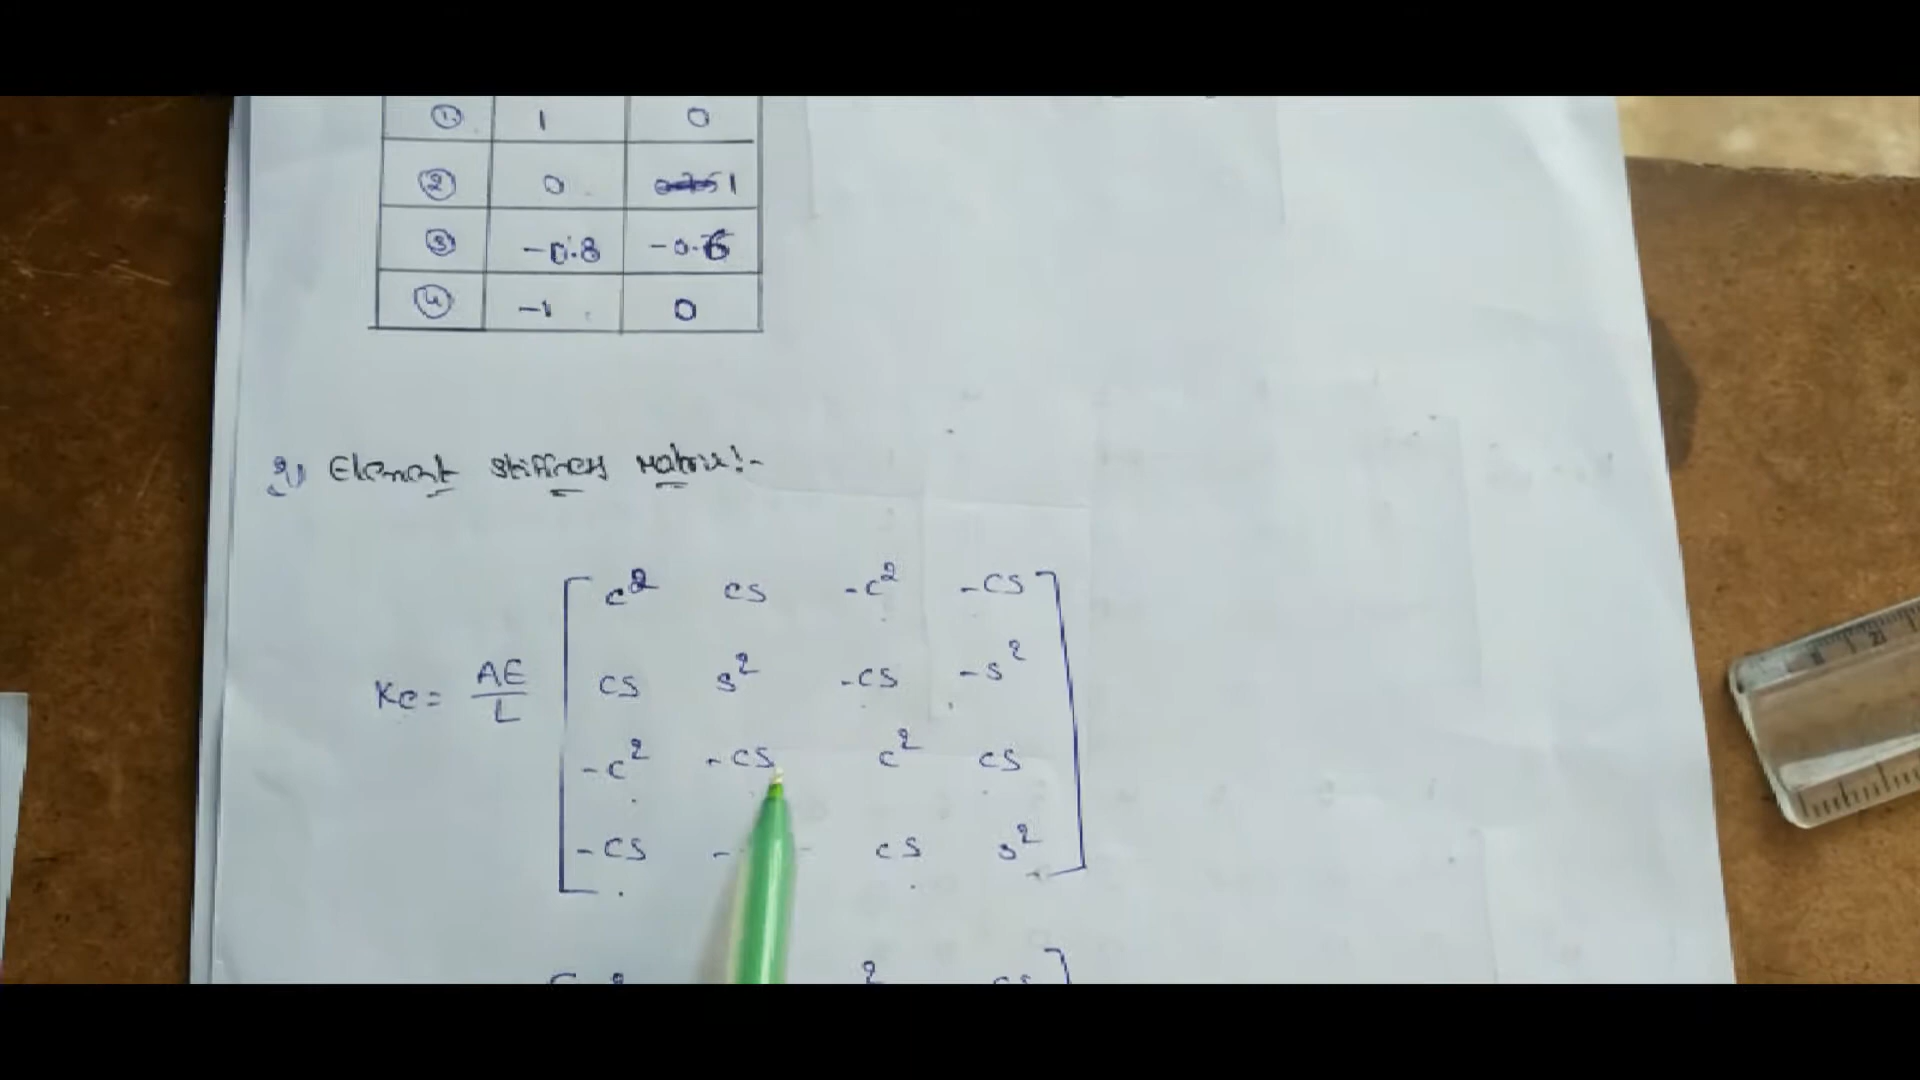 ① 1 0
② 0 1
③ -0.8 -0.6
④ -1 0
2) Element stiffness matrix:-
c² cs -c² -cs
Ke = AE/L cs s² -cs -s²
-c² -cs c² cs
-cs - cs s²